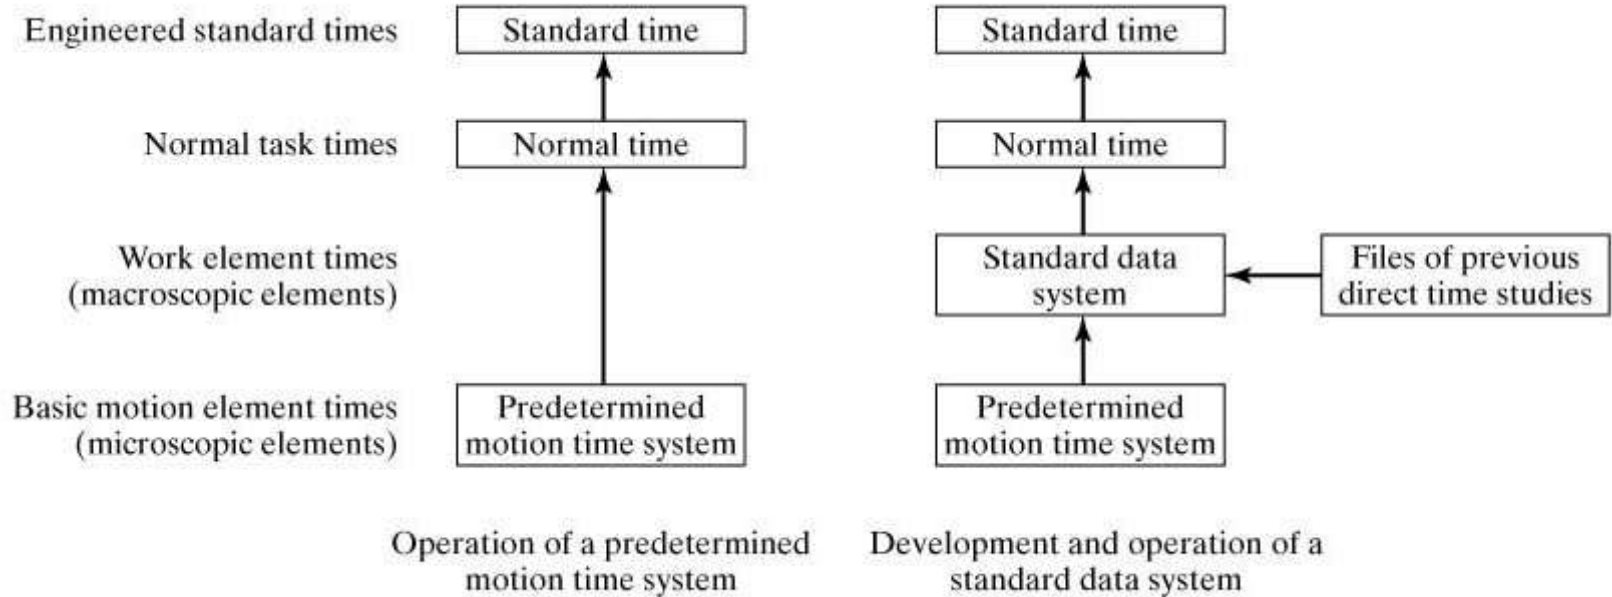 Engineered standard times
Standard time
Standard time
Normal task times
Normal time
Normal time
Work element times
(macroscopic elements)
Standard data
system
Files of previous
direct time studies
Basic motion element times
(microscopic elements)
Predetermined
motion time system
Predetermined
motion time system
Operation of a predetermined
motion time system
Development and operation of a
standard data system